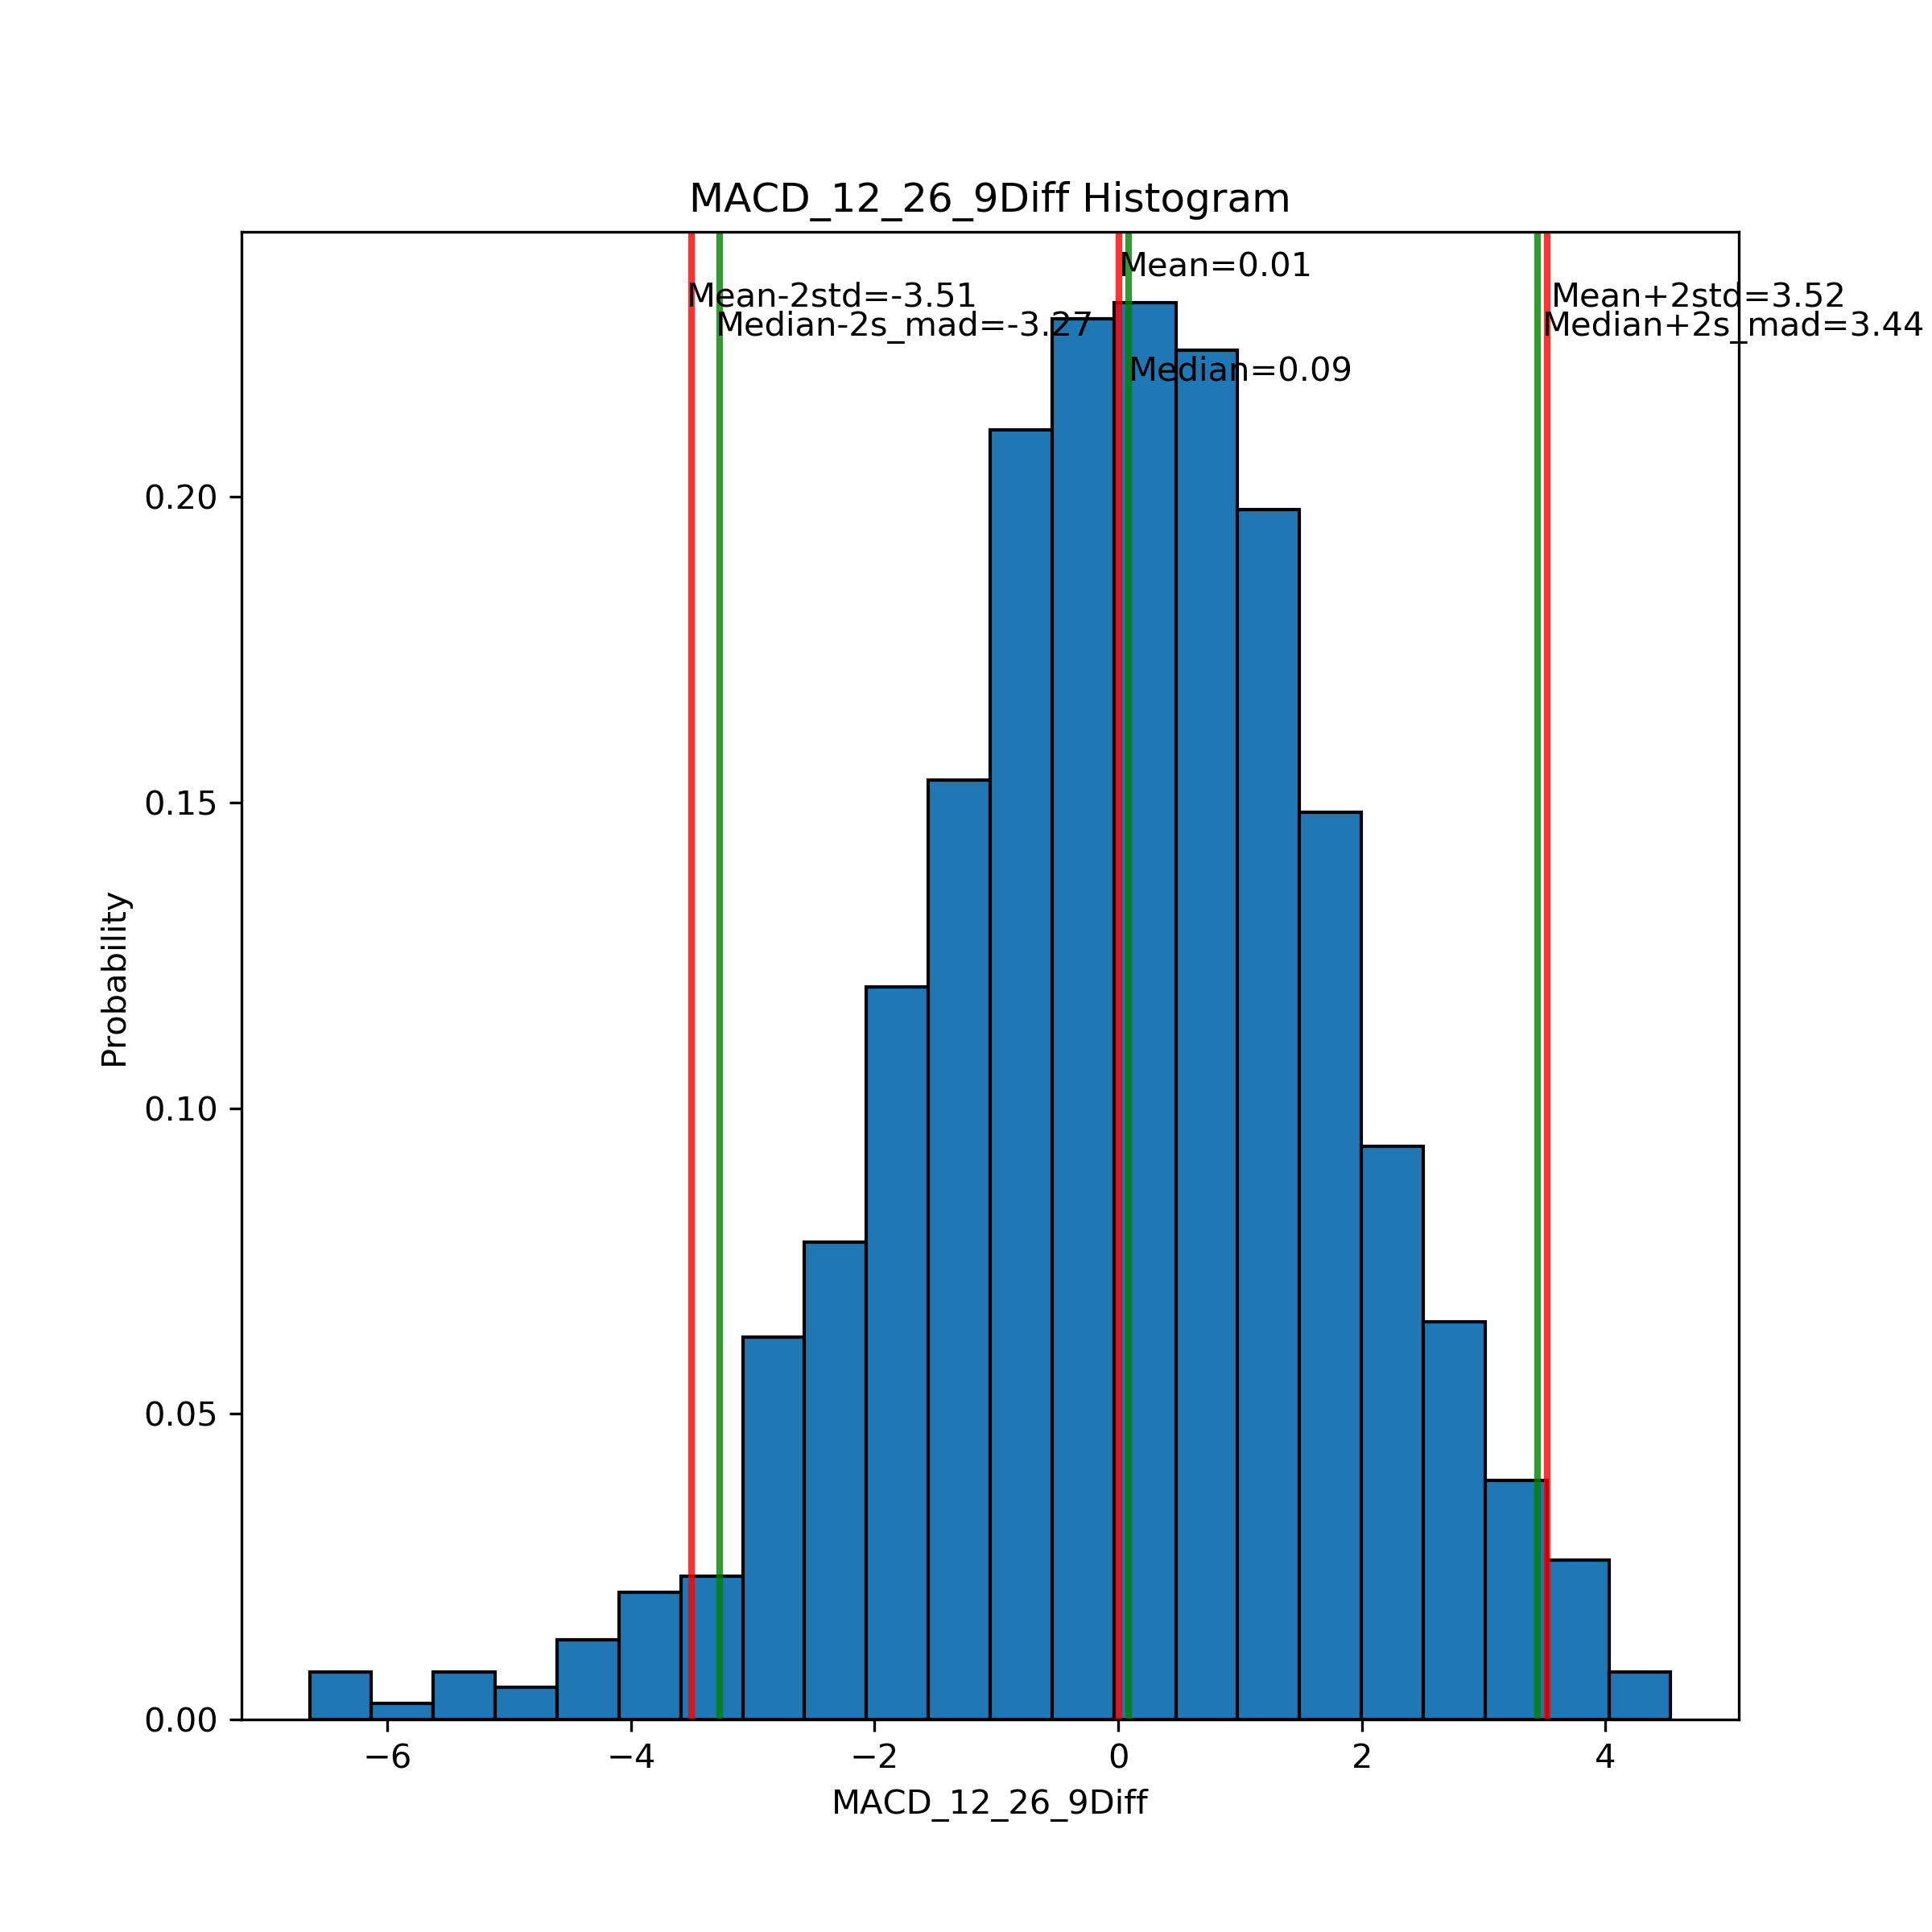 MACD_12_26_9Diff Histogram
Mean=0.01
Mean-2std=-3.51
Mean+2std=3.52
Median-2s_mad=-3.27
Median+2s_mad=3.44
Median=0.09
0.20
0.15
0.10
0.05
0.00
Probability
−6
−4
−2
0
2
4
MACD_12_26_9Diff